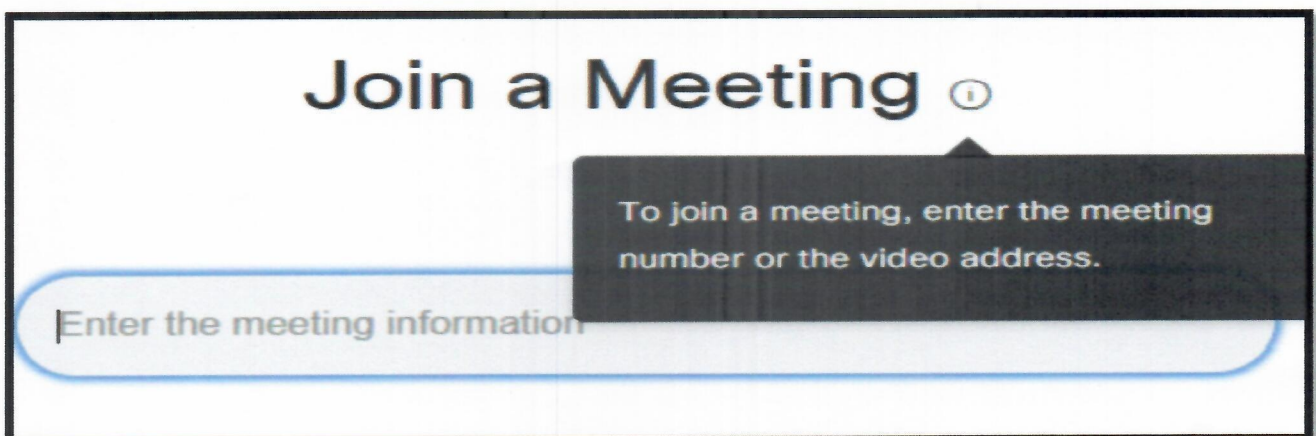 Join a Meeting
To join a meeting, enter the meeting
number or the video address.
Enter the meeting information